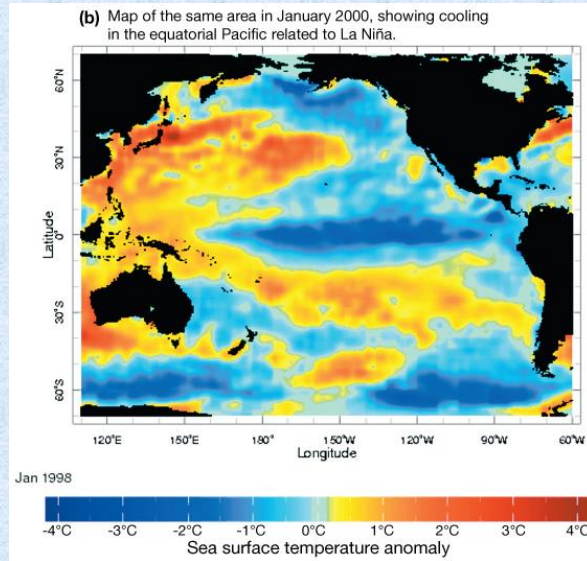 (b) Map of the same area in January 2000, showing cooling
in the equatorial Pacific related to La Niña.
60°N
30°N
0°
30°S
60°S
Latitude
120°E 150°E 180° 150°W 120°W 90°W 60°W
Longitude
Jan 1998
-4°C -3°C -2°C -1°C 0°C 1°C 2°C 3°C 4°C
Sea surface temperature anomaly